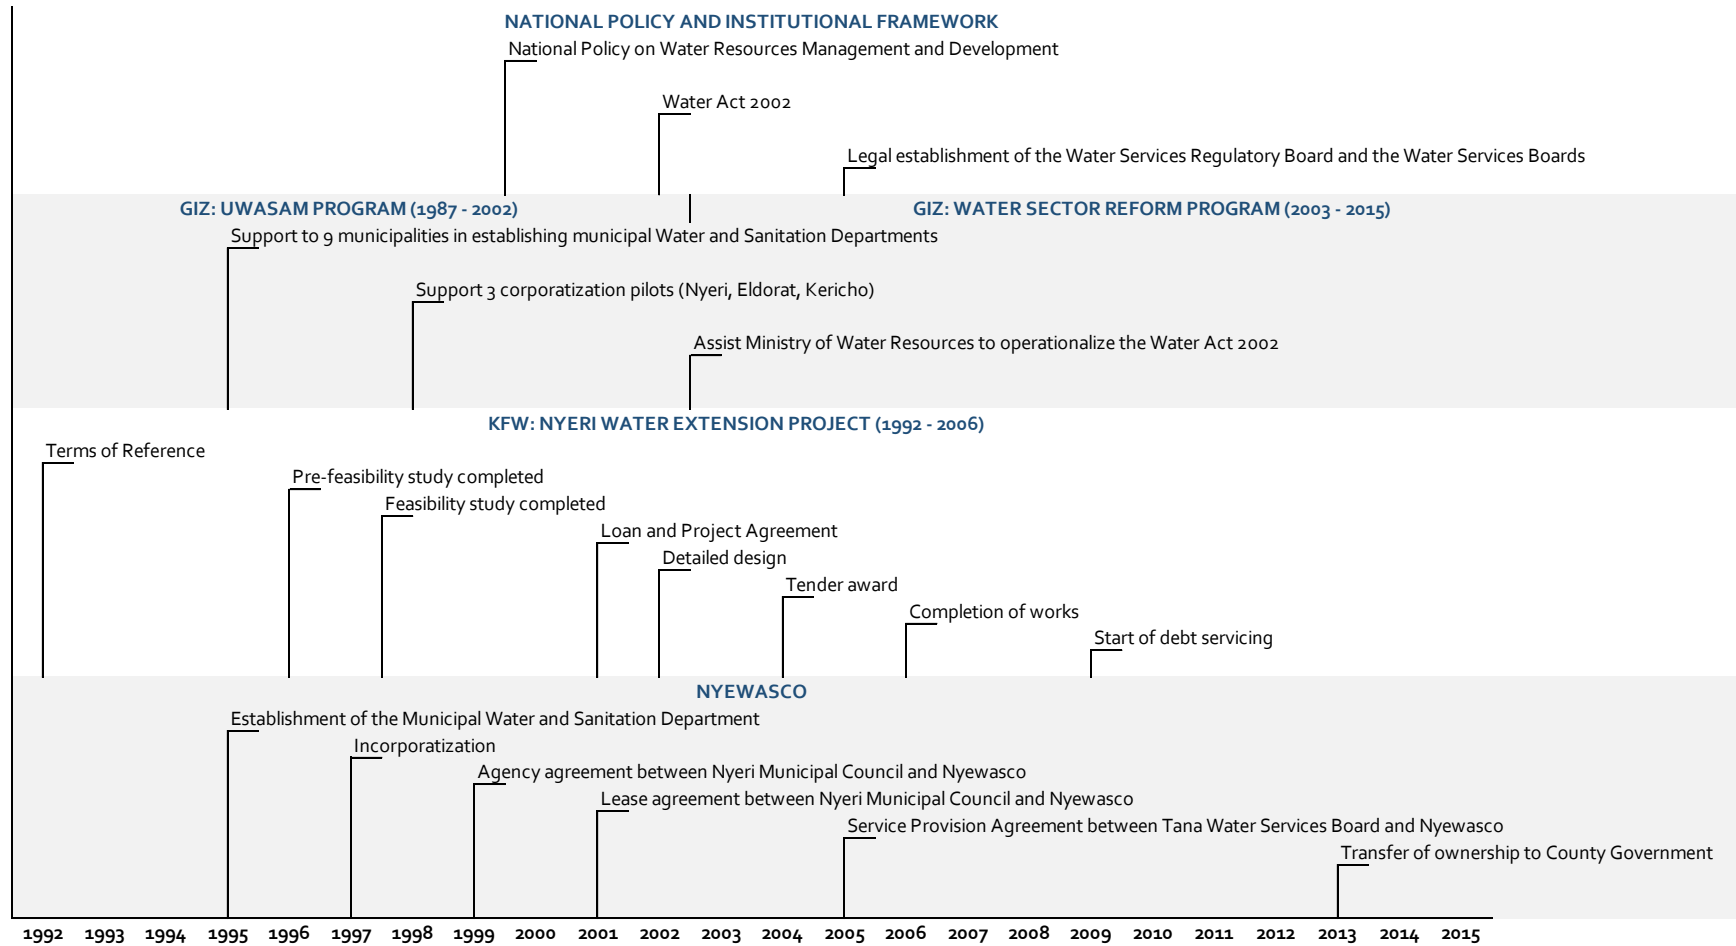 NATIONAL POLICY AND INSTITUTIONAL FRAMEWORK
National Policy on Water Resources Management and Development
Water Act 2002
Legal establishment of the Water Services Regulatory Board and the Water Services Boards
GIZ: UWASAM PROGRAM (1987 - 2002)
GIZ: WATER SECTOR REFORM PROGRAM (2003 - 2015)
Support to 9 municipalities in establishing municipal Water and Sanitation Departments
Support 3 corporatization pilots (Nyeri, Eldorat, Kericho)
Assist Ministry of Water Resources to operationalize the Water Act 2002
KFW: NYERI WATER EXTENSION PROJECT (1992 - 2006)
Terms of Reference
Pre-feasibility study completed
Feasibility study completed
Loan and Project Agreement
Detailed design
Tender award
Completion of works
Start of debt servicing
NYEWASCO
Establishment of the Municipal Water and Sanitation Department
Incorporatization
Agency agreement between Nyeri Municipal Council and Nyewasco
Lease agreement between Nyeri Municipal Council and Nyewasco
Service Provision Agreement between Tana Water Services Board and Nyewasco
Transfer of ownership to County Government
1992 1993 1994 1995 1996 1997 1998 1999 2000 2001 2002 2003 2004 2005 2006 2007 2008 2009 2010 2011 2012 2013 2014 2015